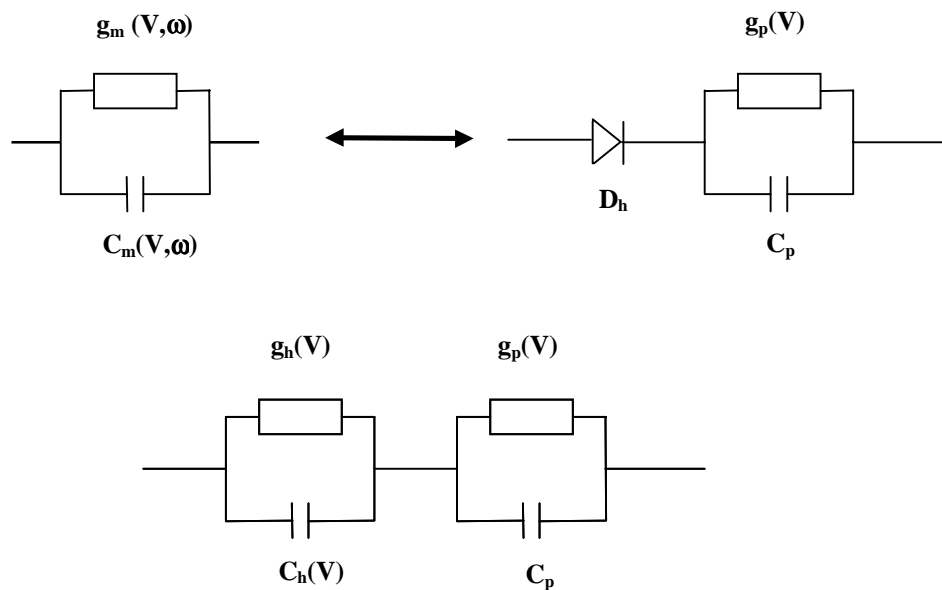 gm (V,ω)
gp(V)
Dh
Cm(V,ω)
Cp
gh(V)
gp(V)
Ch(V)
Cp